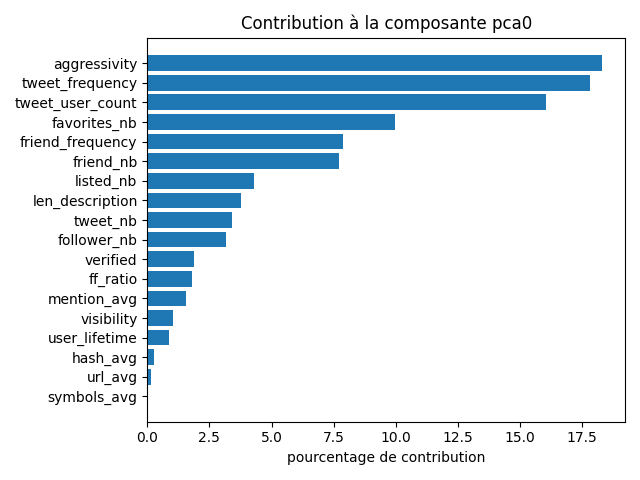 Contribution à la composante pca0
aggressivity
tweet_frequency
tweet_user_count
favorites_nb
friend_frequency
friend_nb
listed_nb
len_description
tweet_nb
follower_nb
verified
ff_ratio
mention_avg
visibility
user_lifetime
hash_avg
url_avg
symbols_avg
0.0 2.5 5.0 7.5 10.0 12.5 15.0 17.5
pourcentage de contribution